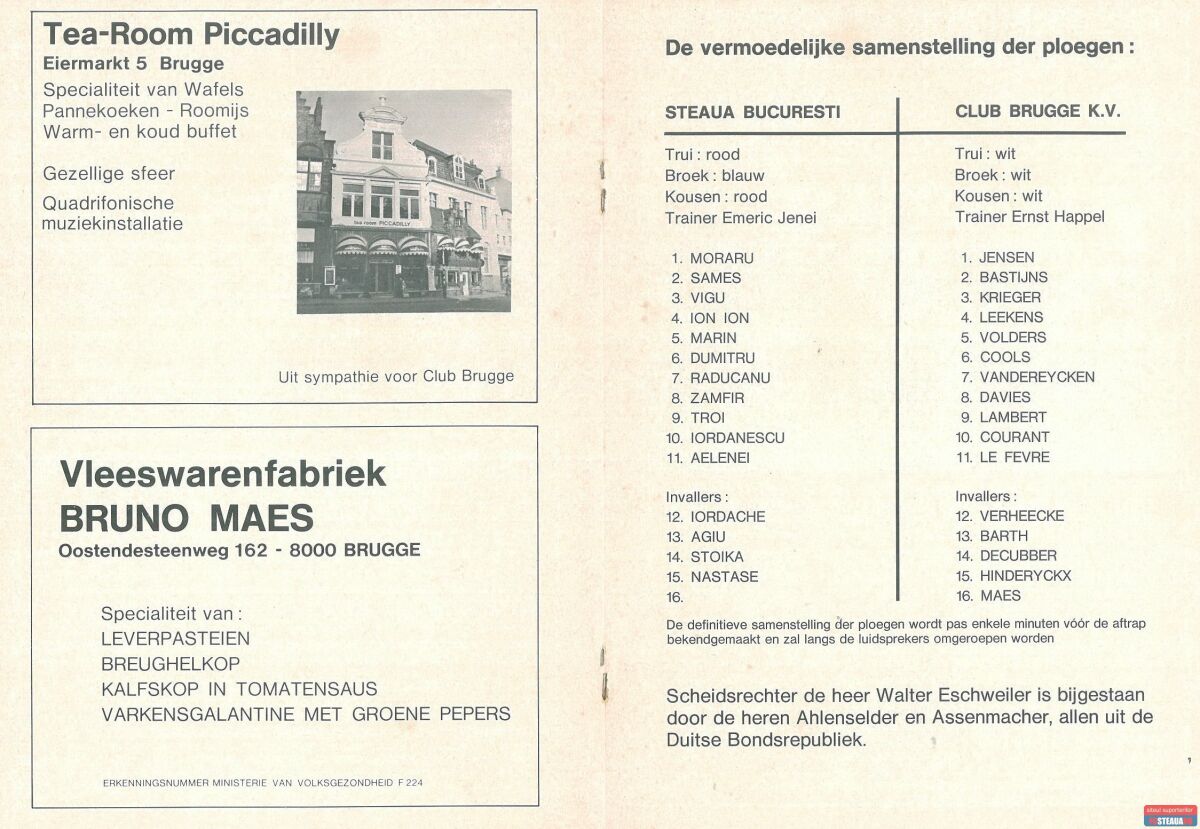 Tea-Room Piccadilly
Eiermarkt 5 Brugge
Specialiteit van Wafels
Pannekoeken - Roomijs
Warm- en koud buffet
Gezellige sfeer
Quadrifonische
muziekinstallatie
tea room PICCADILLY
Uit sympathie voor Club Brugge
Vleeswarenfabriek
BRUNO MAES
Oostendesteenweg 162 - 8000 BRUGGE
Specialiteit van :
LEVERPASTEIEN
BREUGHELKOP
KALFSKOP IN TOMATENSAUS
VARKENSGALANTINE MET GROENE PEPERS
ERKENNINGSNUMMER MINISTERIE VAN VOLKSGEZONDHEID F 224
De vermoedelijke samenstelling der ploegen :
STEAUA BUCURESTI
Trui : rood
Broek : blauw
Kousen : rood
Trainer Emeric Jenei
1. MORARU
2. SAMES
3. VIGU
4. ION ION
5. MARIN
6. DUMITRU
7. RADUCANU
8. ZAMFIR
9. TROI
10. IORDANESCU
11. AELENEI
Invallers :
12. IORDACHE
13. AGIU
14. STOIKA
15. NASTASE
16.
CLUB BRUGGE K.V.
Trui : wit
Broek : wit
Kousen : wit
Trainer Ernst Happel
1. JENSEN
2. BASTIJNS
3. KRIEGER
4. LEEKENS
5. VOLDERS
6. COOLS
7. VANDEREYCKEN
8. DAVIES
9. LAMBERT
10. COURANT
11. LE FEVRE
Invallers :
12. VERHEECKE
13. BARTH
14. DECUBBER
15. HINDERYCKX
16. MAES
De definitieve samenstelling der ploegen wordt pas enkele minuten vóór de aftrap
bekendgemaakt en zal langs de luidsprekers omgeroepen worden
Scheidsrechter de heer Walter Eschweiler is bijgestaan
door de heren Ahlenselder en Assenmacher, allen uit de
Duitse Bondsrepubliek.
siteul suporterilor
STEAUA